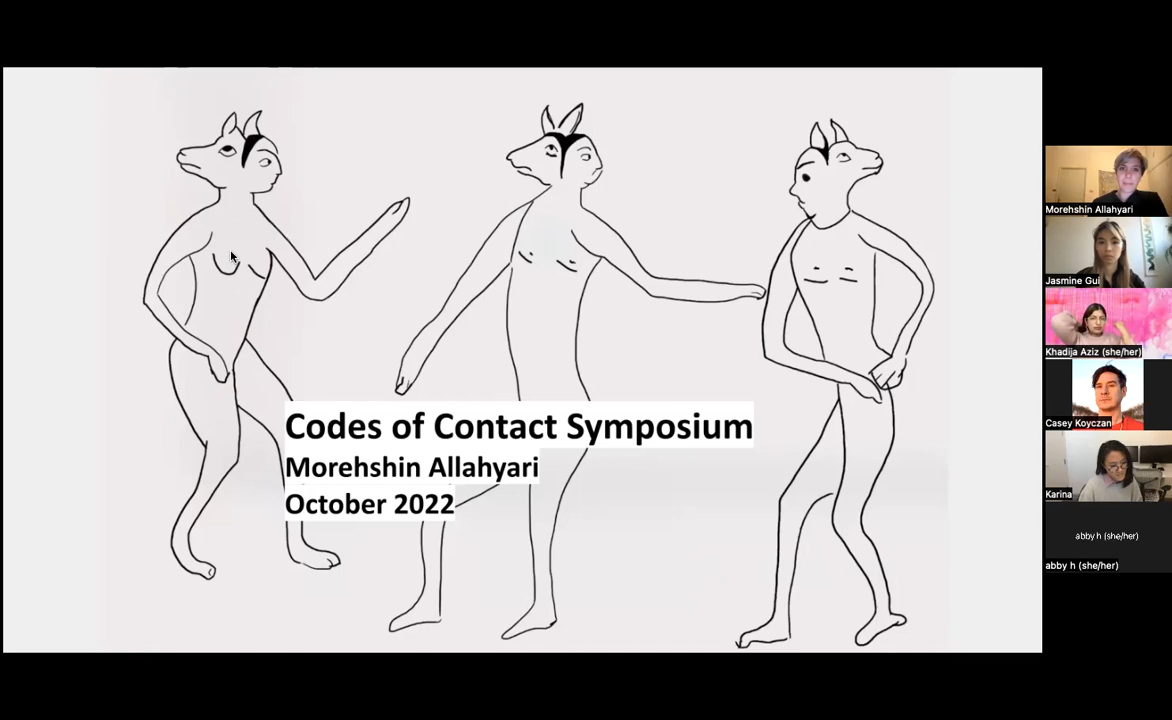 Codes of Contact Symposium
Morehshin Allahyari
October 2022
Morehshin Allahyari
Jasmine Gui
Khadija Aziz (she/her)
Casey Koyczan
Karina
abby h (she/her)
abby h (she/her)